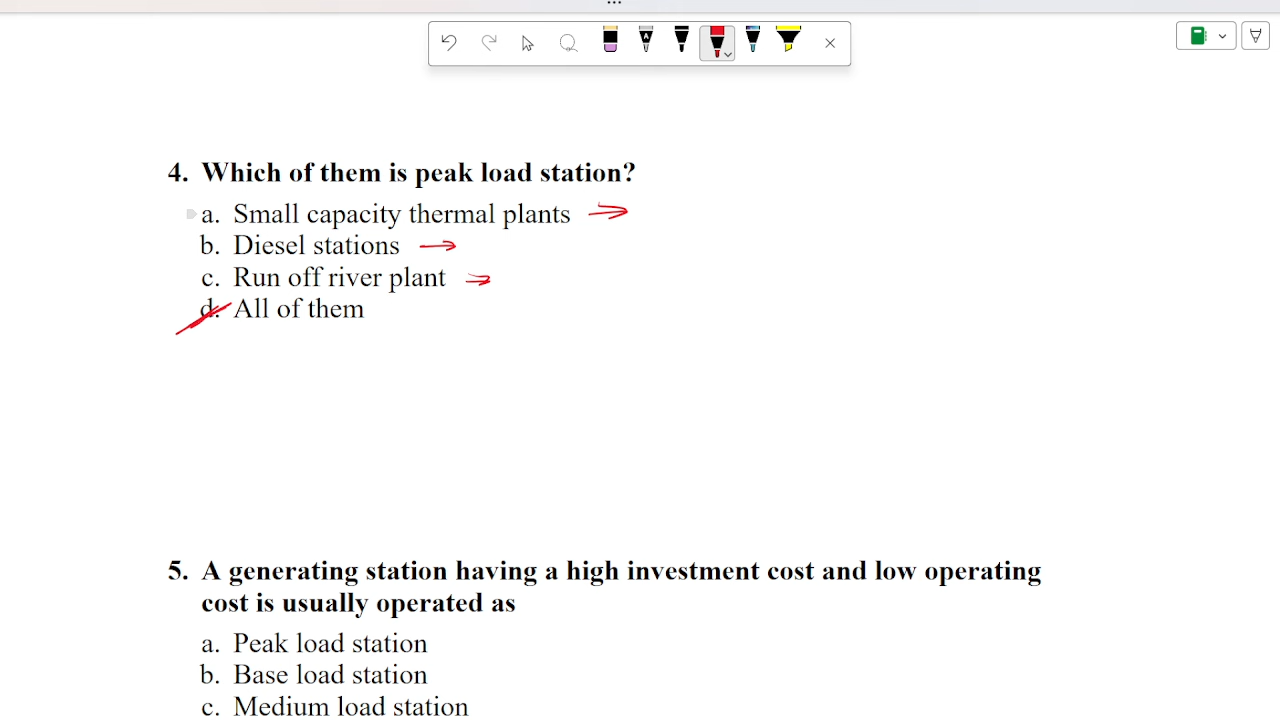 4. Which of them is peak load station?
a. Small capacity thermal plants
b. Diesel stations
c. Run off river plant
d. All of them
5. A generating station having a high investment cost and low operating
cost is usually operated as
a. Peak load station
b. Base load station
c. Medium load station